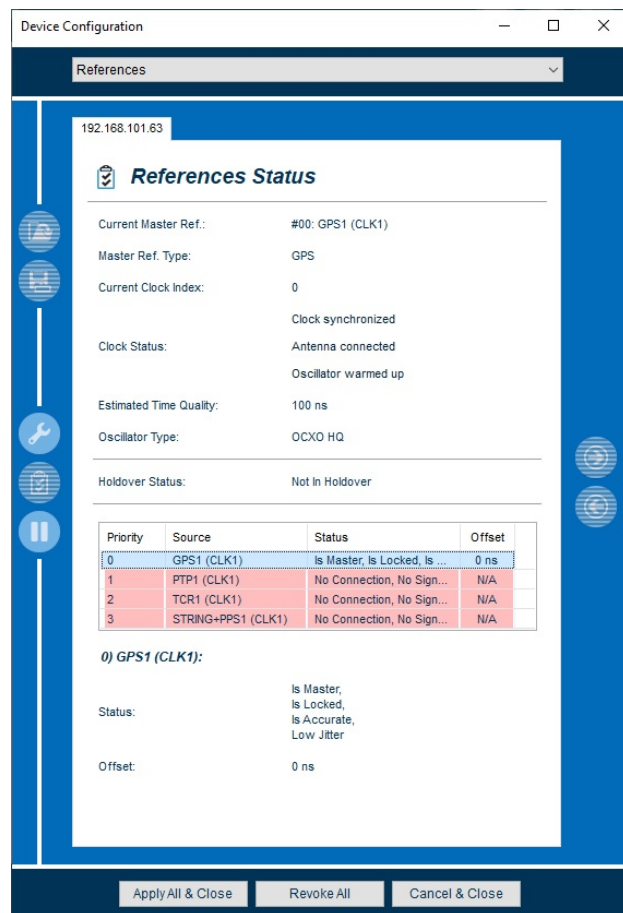 Device Configuration
References
192.168.101.63
References Status
Current Master Ref.: #00: GPS1 (CLK1)
Master Ref. Type: GPS
Current Clock Index: 0
Clock synchronized
Clock Status: Antenna connected
Oscillator warmed up
Estimated Time Quality: 100 ns
Oscillator Type: OCXO HQ
Holdover Status: Not In Holdover
Priority Source Status Offset
0 GPS1 (CLK1) Is Master, Is Locked, Is ... 0 ns
1 PTP1 (CLK1) No Connection, No Sign... N/A
2 TCR1 (CLK1) No Connection, No Sign... N/A
3 STRING+PPS1 (CLK1) No Connection, No Sign... N/A
0) GPS1 (CLK1):
Is Master,
Is Locked,
Status:
Is Accurate,
Low Jitter
Offset: 0 ns
Apply All & Close Revoke All Cancel & Close